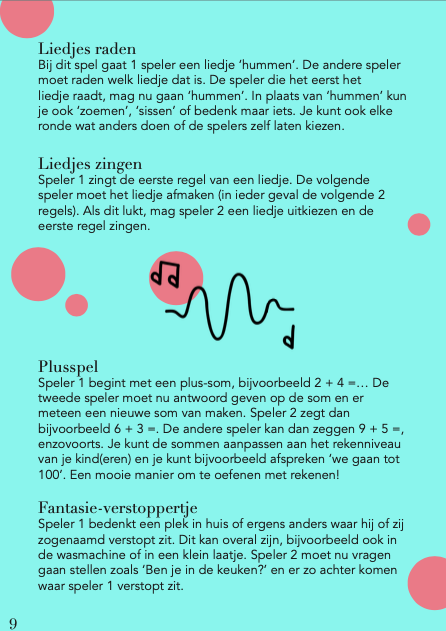 Liedjes raden
Bij dit spel gaat 1 speler een liedje ‘hummen’. De andere speler
moet raden welk liedje dat is. De speler die het eerst het
liedje raadt, mag nu gaan ‘hummen’. In plaats van ‘hummen’ kun
je ook ‘zoemen’, ‘sissen’ of bedenk maar iets. Je kunt ook elke
ronde wat anders doen of de spelers zelf laten kiezen.
Liedjes zingen
Speler 1 zingt de eerste regel van een liedje. De volgende
speler moet het liedje afmaken (in ieder geval de volgende 2
regels). Als dit lukt, mag speler 2 een liedje uitkiezen en de
eerste regel zingen.
Plusspel
Speler 1 begint met een plus-som, bijvoorbeeld 2 + 4 =… De
tweede speler moet nu antwoord geven op de som en er
meteen een nieuwe som van maken. Speler 2 zegt dan
bijvoorbeeld 6 + 3 =. De andere speler kan dan zeggen 9 + 5 =,
enzovoorts. Je kunt de sommen aanpassen aan het rekenniveau
van je kind(eren) en je kunt bijvoorbeeld afspreken ‘we gaan tot
100’. Een mooie manier om te oefenen met rekenen!
Fantasie-verstoppertje
Speler 1 bedenkt een plek in huis of ergens anders waar hij of zij
zogenaamd verstopt zit. Dit kan overal zijn, bijvoorbeeld ook in
de wasmachine of in een klein laatje. Speler 2 moet nu vragen
gaan stellen zoals ‘Ben je in de keuken?’ en er zo achter komen
waar speler 1 verstopt zit.
9